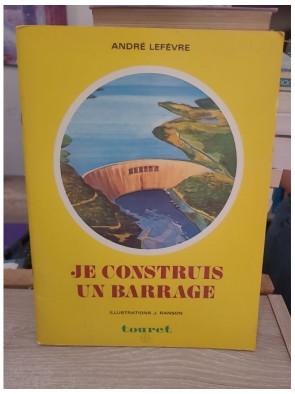 ANDRÉ LEFÈVRE
JE CONSTRUIS
UN BARRAGE
ILLUSTRATIONS J. RANSON
touret